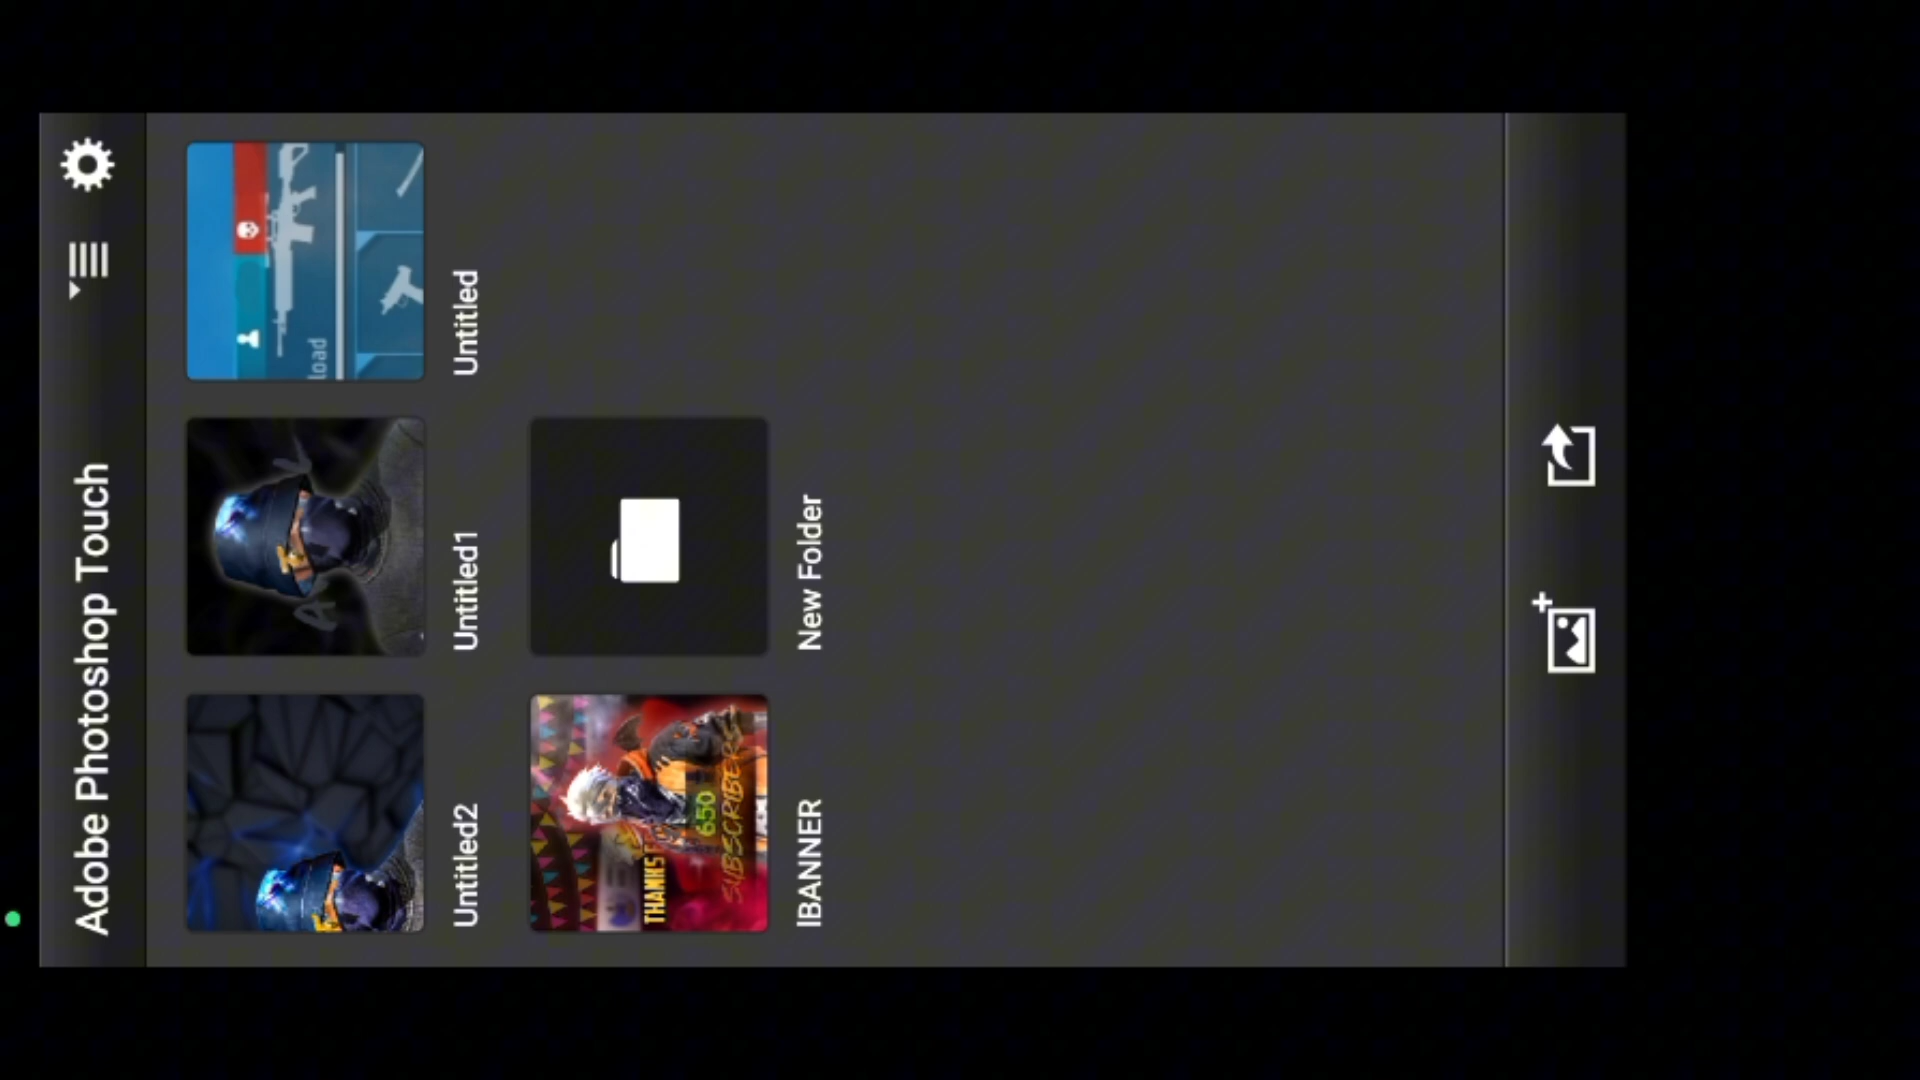 Adobe Photoshop Touch
load
Untitled2
Untitled1
Untitled
THANKS
650
SUBSCRIBERS
IBANNER
New Folder